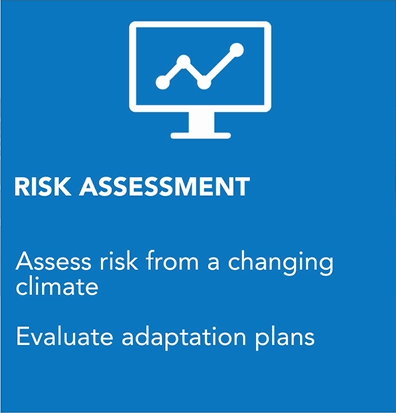 RISK ASSESSMENT
Assess risk from a changing
climate
Evaluate adaptation plans